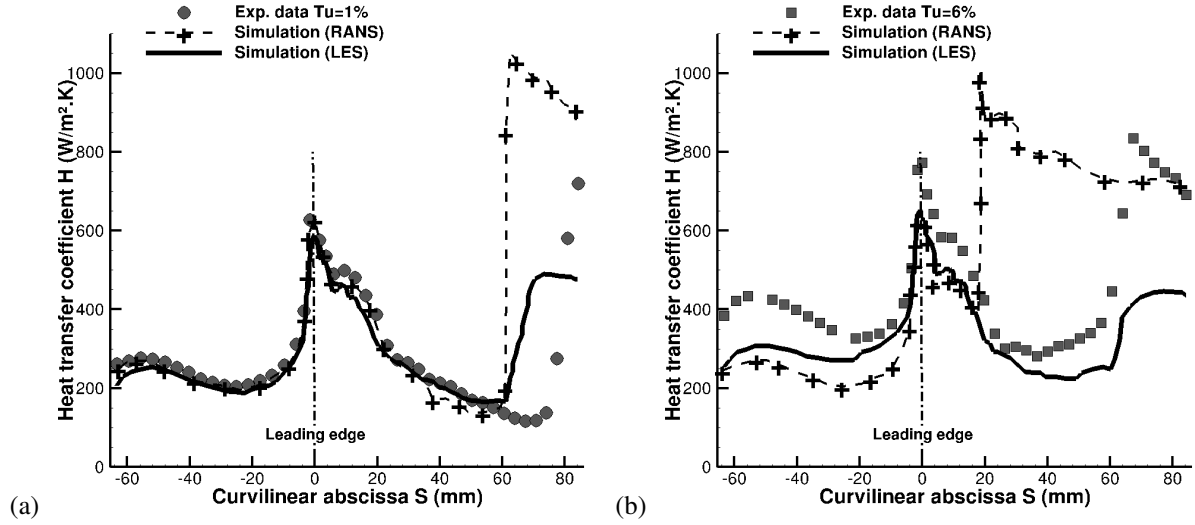 Exp. data Tu=1%
Simulation (RANS)
Simulation (LES)
Heat transfer coefficient H (W/m².K)
1000
800
600
400
200
0
Leading edge
-60 -40 -20 0 20 40 60 80
Curvilinear abscissa S (mm)
(a)
Exp. data Tu=6%
Simulation (RANS)
Simulation (LES)
Heat transfer coefficient H (W/m².K)
1000
800
600
400
200
0
Leading edge
-60 -40 -20 0 20 40 60 80
Curvilinear abscissa S (mm)
(b)